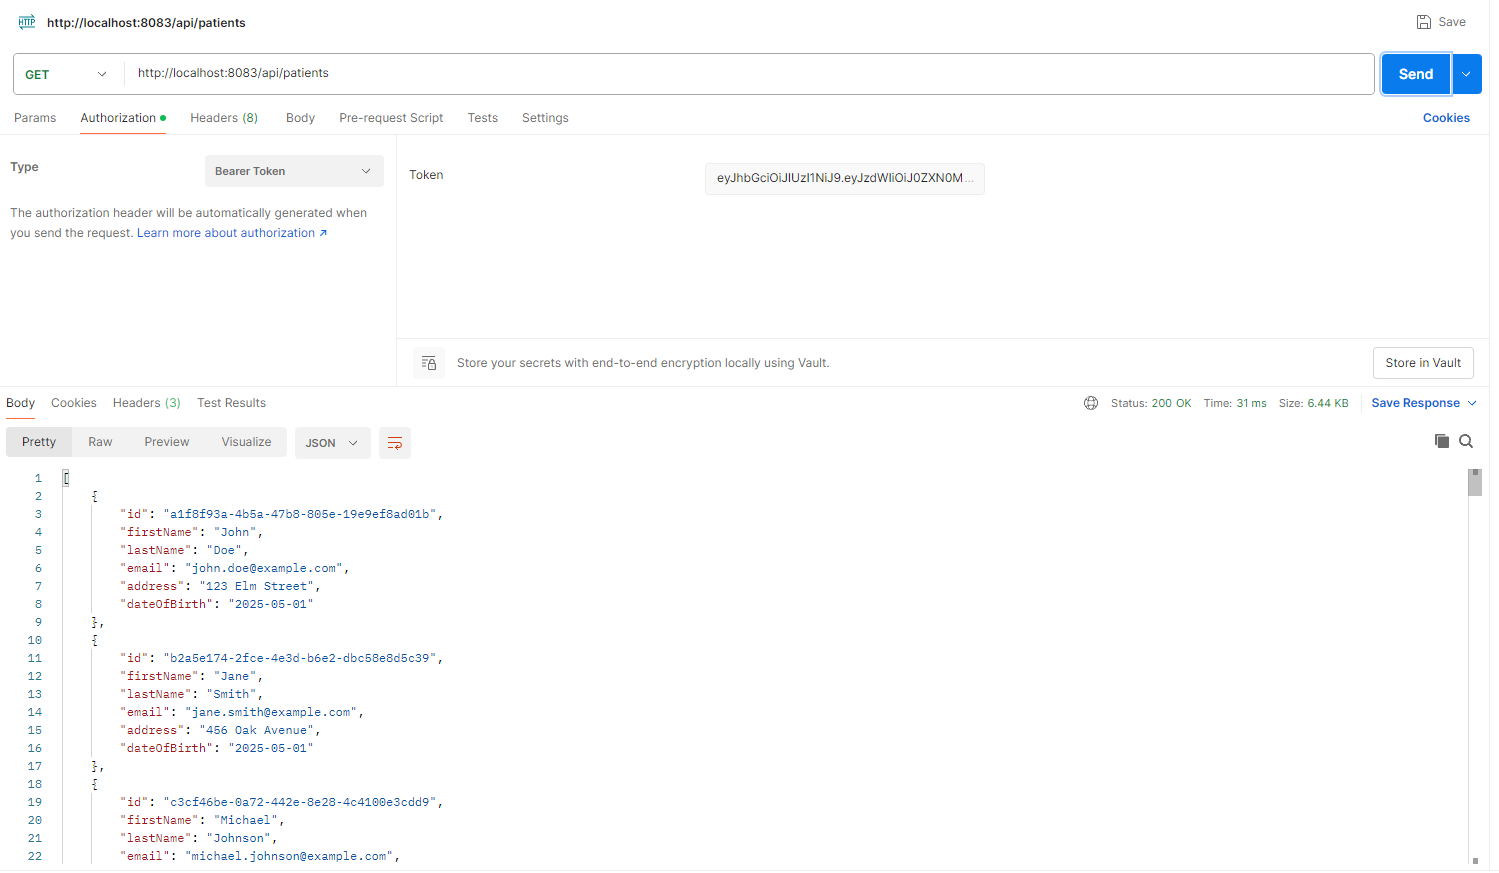 HTTP http://localhost:8083/api/patients Save
GET http://localhost:8083/api/patients Send
Params Authorization Headers (8) Body Pre-request Script Tests Settings Cookies
Type Bearer Token
Token eyJhbGciOiJIUzI1NiJ9.eyJzdWIiOiJ0ZXN0M...
The authorization header will be automatically generated when
you send the request. Learn more about authorization ↗
Store your secrets with end-to-end encryption locally using Vault. Store in Vault
Body Cookies Headers (3) Test Results Status: 200 OK Time: 31 ms Size: 6.44 KB Save Response
Pretty Raw Preview Visualize JSON
1 [
2 {
3 "id": "a1f8f93a-4b5a-47b8-805e-19e9ef8ad01b",
4 "firstName": "John",
5 "lastName": "Doe",
6 "email": "john.doe@example.com",
7 "address": "123 Elm Street",
8 "dateOfBirth": "2025-05-01"
9 },
10 {
11 "id": "b2a5e174-2fce-4e3d-b6e2-dbc58e8d5c39",
12 "firstName": "Jane",
13 "lastName": "Smith",
14 "email": "jane.smith@example.com",
15 "address": "456 Oak Avenue",
16 "dateOfBirth": "2025-05-01"
17 },
18 {
19 "id": "c3cf46be-0a72-442e-8e28-4c4100e3cdd9",
20 "firstName": "Michael",
21 "lastName": "Johnson",
22 "email": "michael.johnson@example.com",